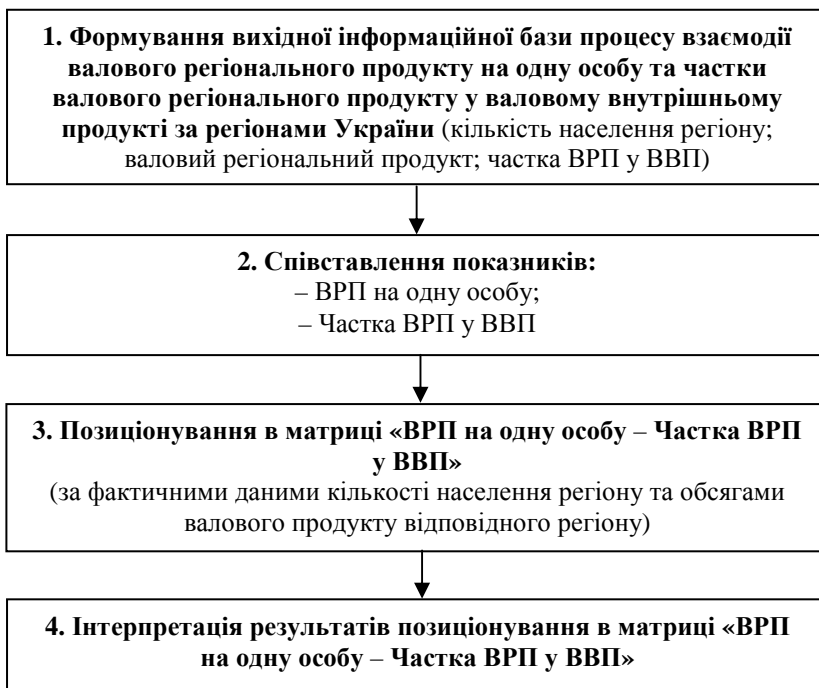 1. Формування вихідної інформаційної бази процесу взаємодії
валового регіонального продукту на одну особу та частки
валового регіонального продукту у валовому внутрішньому
продукті за регіонами України (кількість населення регіону;
валовий регіональний продукт; частка ВРП у ВВП)
2. Співставлення показників:
– ВРП на одну особу;
– Частка ВРП у ВВП
3. Позиціонування в матриці «ВРП на одну особу – Частка ВРП
у ВВП»
(за фактичними даними кількості населення регіону та обсягами
валового продукту відповідного регіону)
4. Інтерпретація результатів позиціонування в матриці «ВРП
на одну особу – Частка ВРП у ВВП»